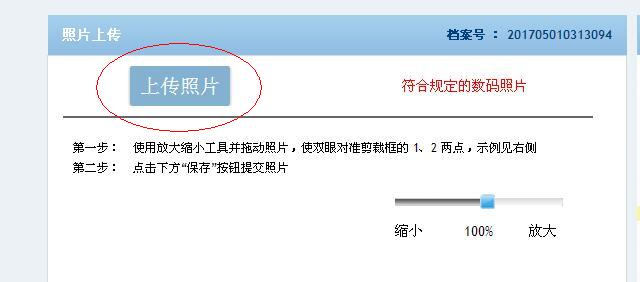 照片上传 档案号 ： 201705010313094
上传照片 符合规定的数码照片
第一步： 使用放大缩小工具并拖动照片，使双眼对准剪裁框的 1、2 两点，示例见右侧
第二步： 点击下方“保存”按钮提交照片
缩小 100% 放大